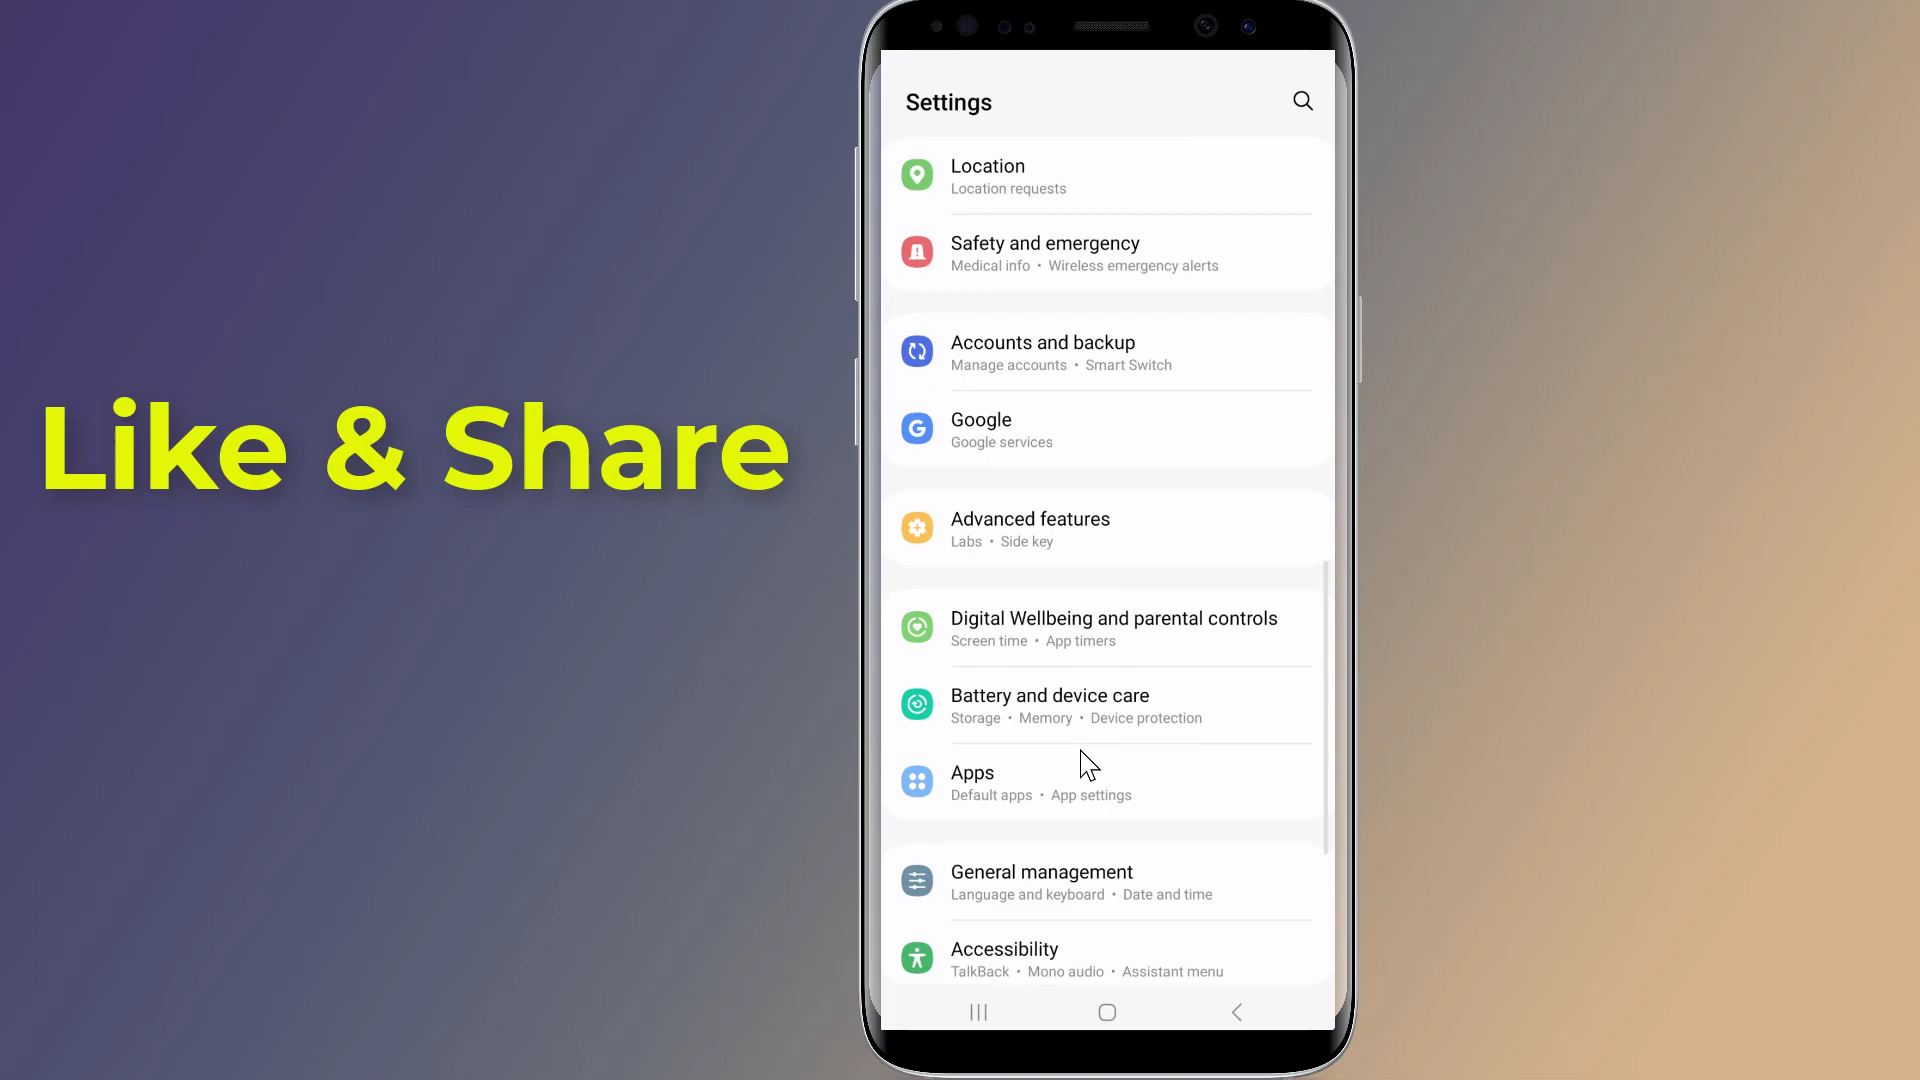 Like & Share
Settings
Location
Location requests
Safety and emergency
Medical info • Wireless emergency alerts
Accounts and backup
Manage accounts • Smart Switch
Google
Google services
Advanced features
Labs • Side key
Digital Wellbeing and parental controls
Screen time • App timers
Battery and device care
Storage • Memory • Device protection
Apps
Default apps • App settings
General management
Language and keyboard • Date and time
Accessibility
TalkBack • Mono audio • Assistant menu